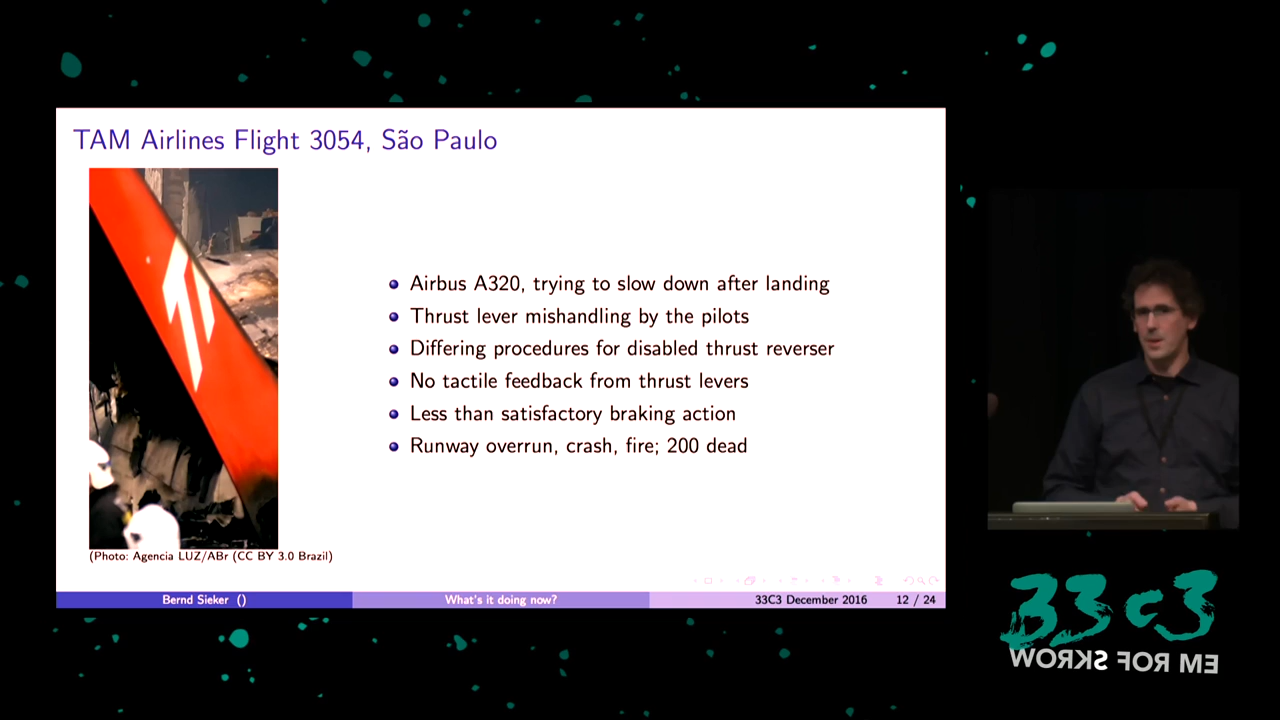 TAM Airlines Flight 3054, São Paulo
Airbus A320, trying to slow down after landing
Thrust lever mishandling by the pilots
Differing procedures for disabled thrust reverser
No tactile feedback from thrust levers
Less than satisfactory braking action
Runway overrun, crash, fire; 200 dead
(Photo: Agencia LUZ/ABr (CC BY 3.0 Brazil)
Bernd Sieker ()
What's it doing now?
33C3 December 2016
12 / 24
33c3
WORKS FOR ME